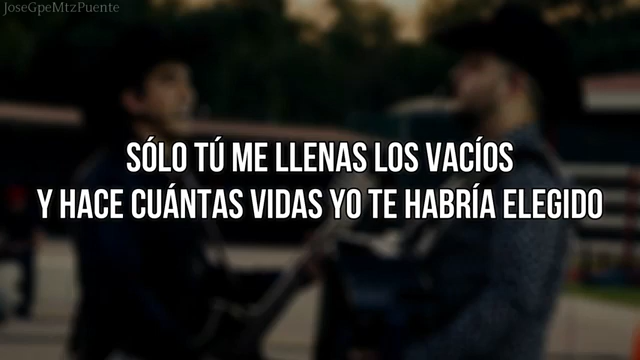 JoseGpeMtzPuente
SÓLO TÚ ME LLENAS LOS VACÍOS
Y HACE CUÁNTAS VIDAS YO TE HABRÍA ELEGIDO